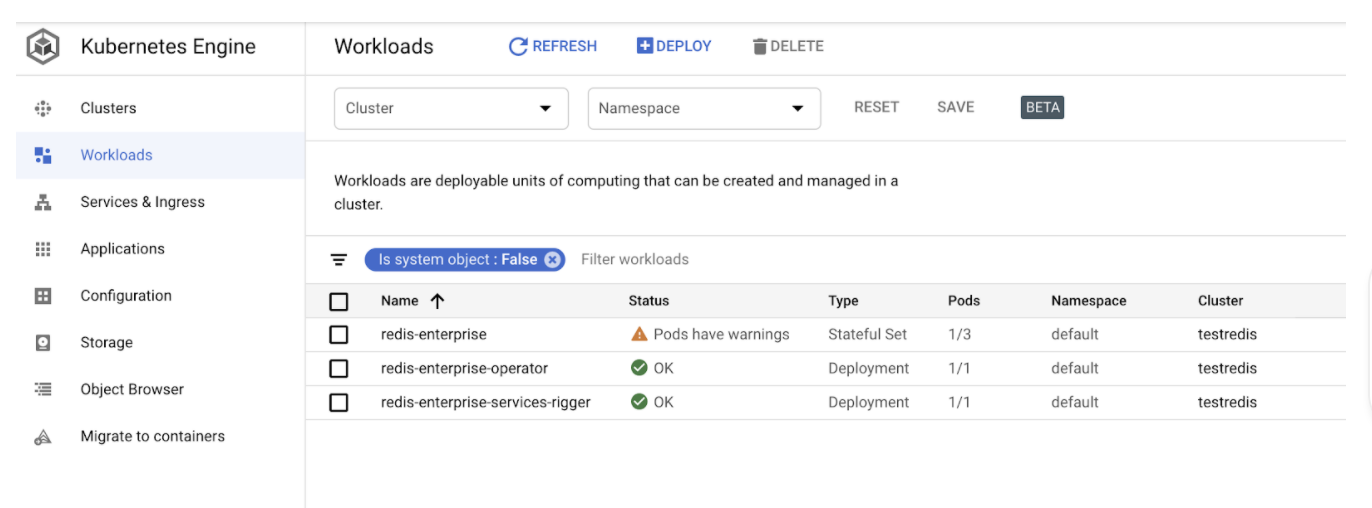 Kubernetes Engine
Workloads REFRESH DEPLOY DELETE
Clusters
Workloads
Services & Ingress
Applications
Configuration
Storage
Object Browser
Migrate to containers
Cluster Namespace RESET SAVE BETA
Workloads are deployable units of computing that can be created and managed in a
cluster.
Is system object : False Filter workloads
Name Status Type Pods Namespace Cluster
redis-enterprise Pods have warnings Stateful Set 1/3 default testredis
redis-enterprise-operator OK Deployment 1/1 default testredis
redis-enterprise-services-rigger OK Deployment 1/1 default testredis